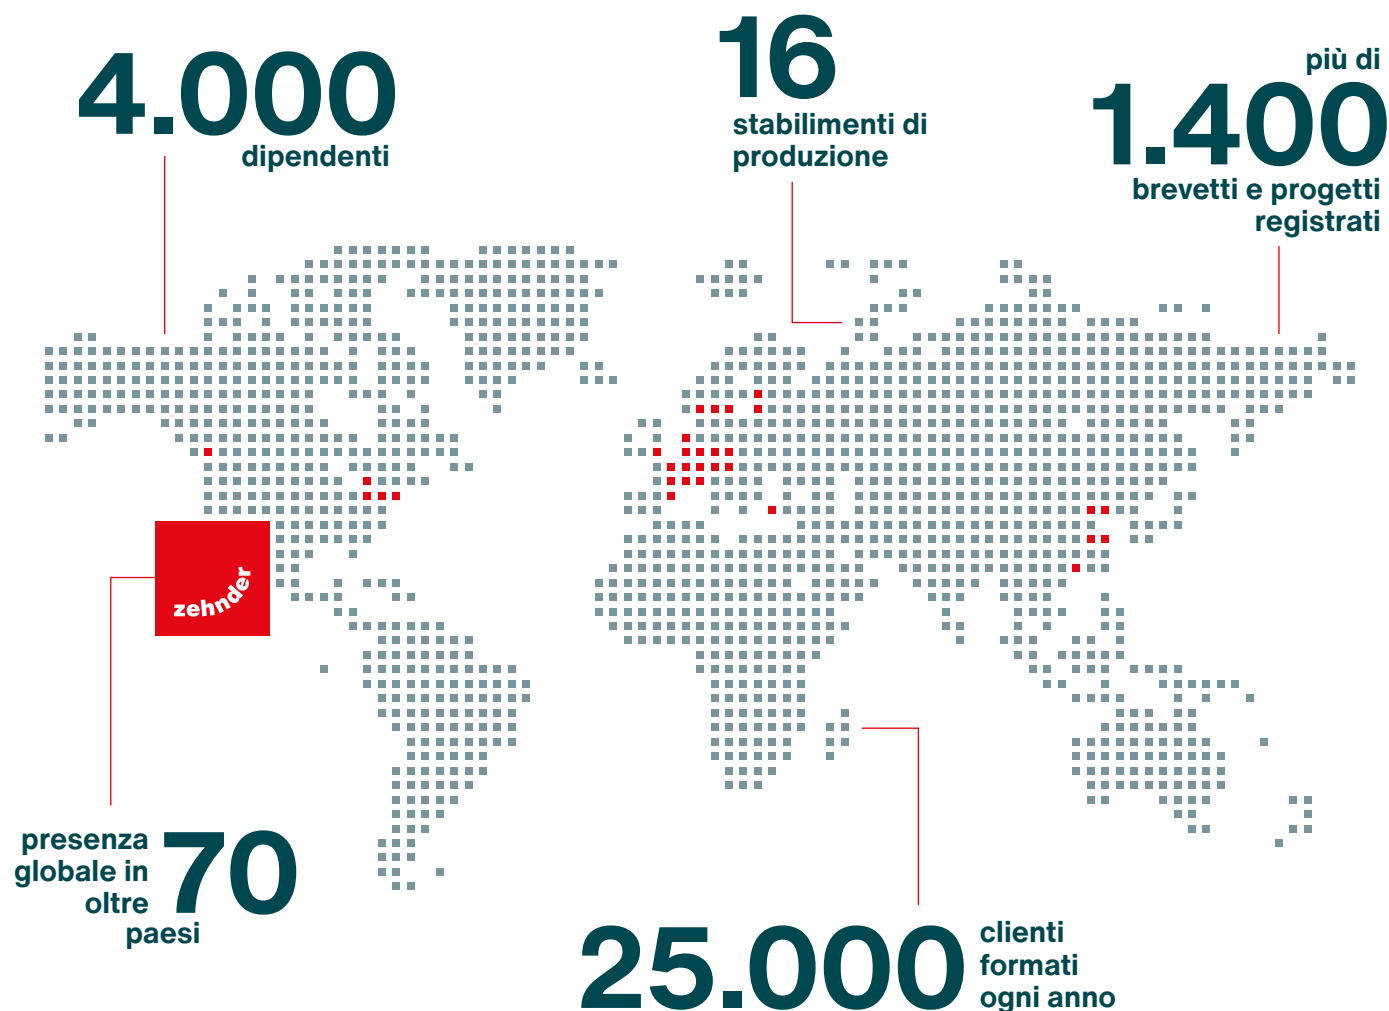 4.000
dipendenti
16
stabilimenti di
produzione
più di
1.400
brevetti e progetti
registrati
zehnder
presenza
globale in
oltre
70
paesi
25.000
clienti
formati
ogni anno